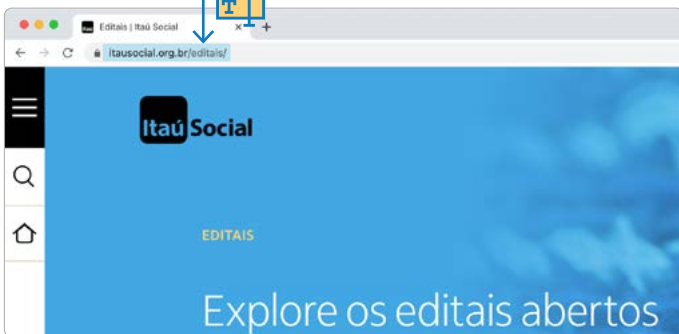 T
Editais | Itaú Social
itausocial.org.br/editais/
Itaú Social
EDITAIS
Explore os editais abertos